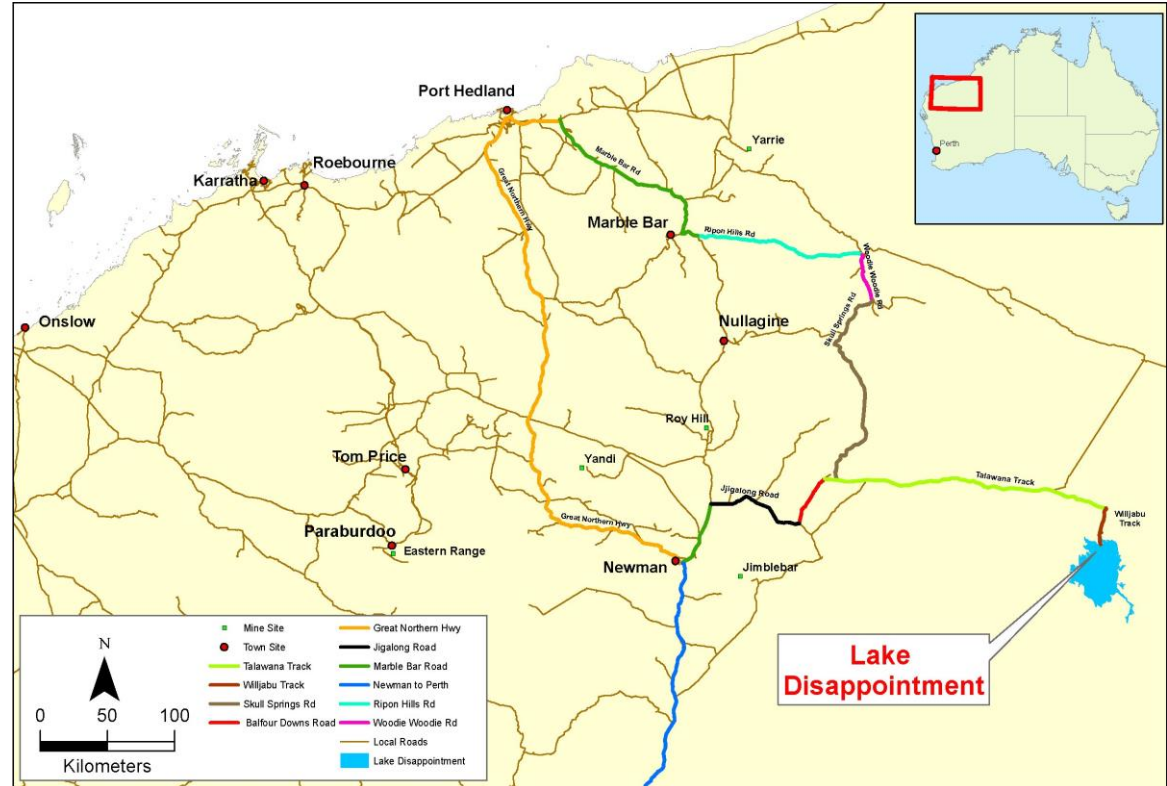 Port Hedland
Perth
Yarrie
Roebourne
Karratha
Marble Bar Rd
Great Northern Hwy
Marble Bar
Ripon Hills Rd
Woodie Woodie Rd
Onslow
Skull Springs Rd
Nullagine
Roy Hill
Tom Price
Yandi
Talawana Track
Jjigalong Road
Willjabu
Track
Great Northern Hwy
Paraburdoo
Eastern Range
Newman
Jimblebar
Lake
Disappointment
N
0 50 100
Kilometers
Mine Site
Town Site
Talawana Track
Willjabu Track
Skull Springs Rd
Balfour Downs Road
Great Northern Hwy
Jigalong Road
Marble Bar Road
Newman to Perth
Ripon Hills Rd
Woodie Woodie Rd
Local Roads
Lake Disappointment